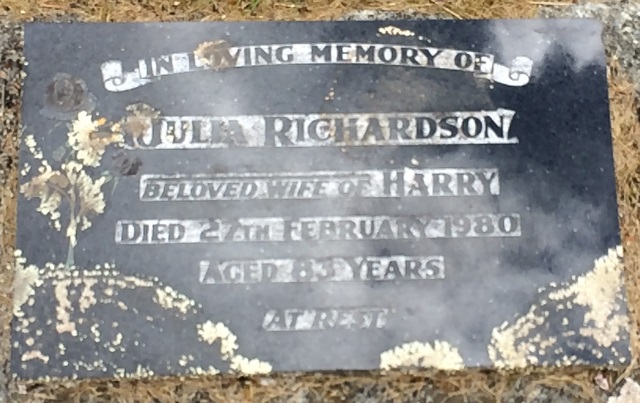 IN LOVING MEMORY OF
JULIA RICHARDSON
BELOVED WIFE OF HARRY
DIED 27TH FEBRUARY 1980
AGED 83 YEARS
AT REST